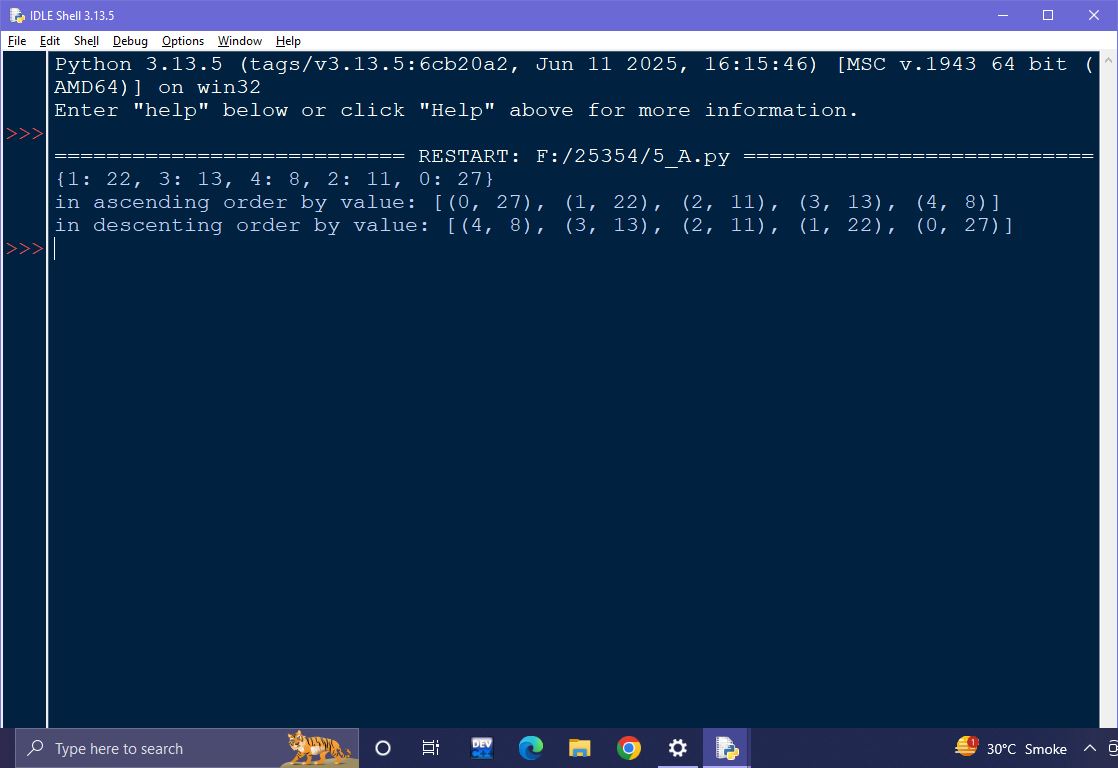 IDLE Shell 3.13.5
File Edit Shell Debug Options Window Help
Python 3.13.5 (tags/v3.13.5:6cb20a2, Jun 11 2025, 16:15:46) [MSC v.1943 64 bit (
AMD64)] on win32
Enter "help" below or click "Help" above for more information.
>>>
=========================== RESTART: F:/25354/5_A.py ===========================
{1: 22, 3: 13, 4: 8, 2: 11, 0: 27}
in ascending order by value: [(0, 27), (1, 22), (2, 11), (3, 13), (4, 8)]
in descenting order by value: [(4, 8), (3, 13), (2, 11), (1, 22), (0, 27)]
>>>
Type here to search
DEV
1
30°C Smoke